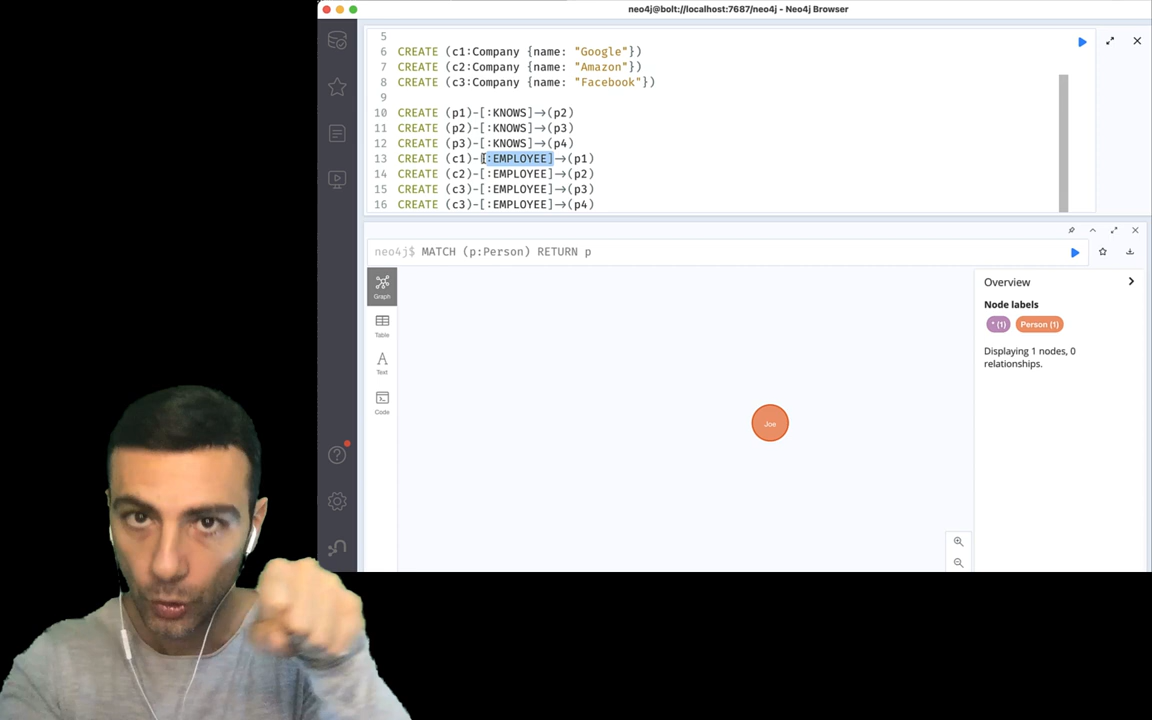 neo4j@bolt://localhost:7687/neo4j - Neo4j Browser
5
6 CREATE (c1:Company {name: "Google"})
7 CREATE (c2:Company {name: "Amazon"})
8 CREATE (c3:Company {name: "Facebook"})
9
10 CREATE (p1)-[:KNOWS]->(p2)
11 CREATE (p2)-[:KNOWS]->(p3)
12 CREATE (p3)-[:KNOWS]->(p4)
13 CREATE (c1)-[:EMPLOYEE]->(p1)
14 CREATE (c2)-[:EMPLOYEE]->(p2)
15 CREATE (c3)-[:EMPLOYEE]->(p3)
16 CREATE (c3)-[:EMPLOYEE]->(p4)
neo4j$ MATCH (p:Person) RETURN p
Graph
Table
Text
Code
Joe
Overview
Node labels
* (1) Person (1)
Displaying 1 nodes, 0
relationships.